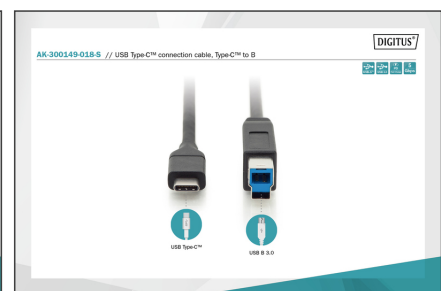 DIGITUS®
AK-300149-018-S // USB Type-C™ connection cable, Type-C™ to B
USB Type-C™
USB B 3.0